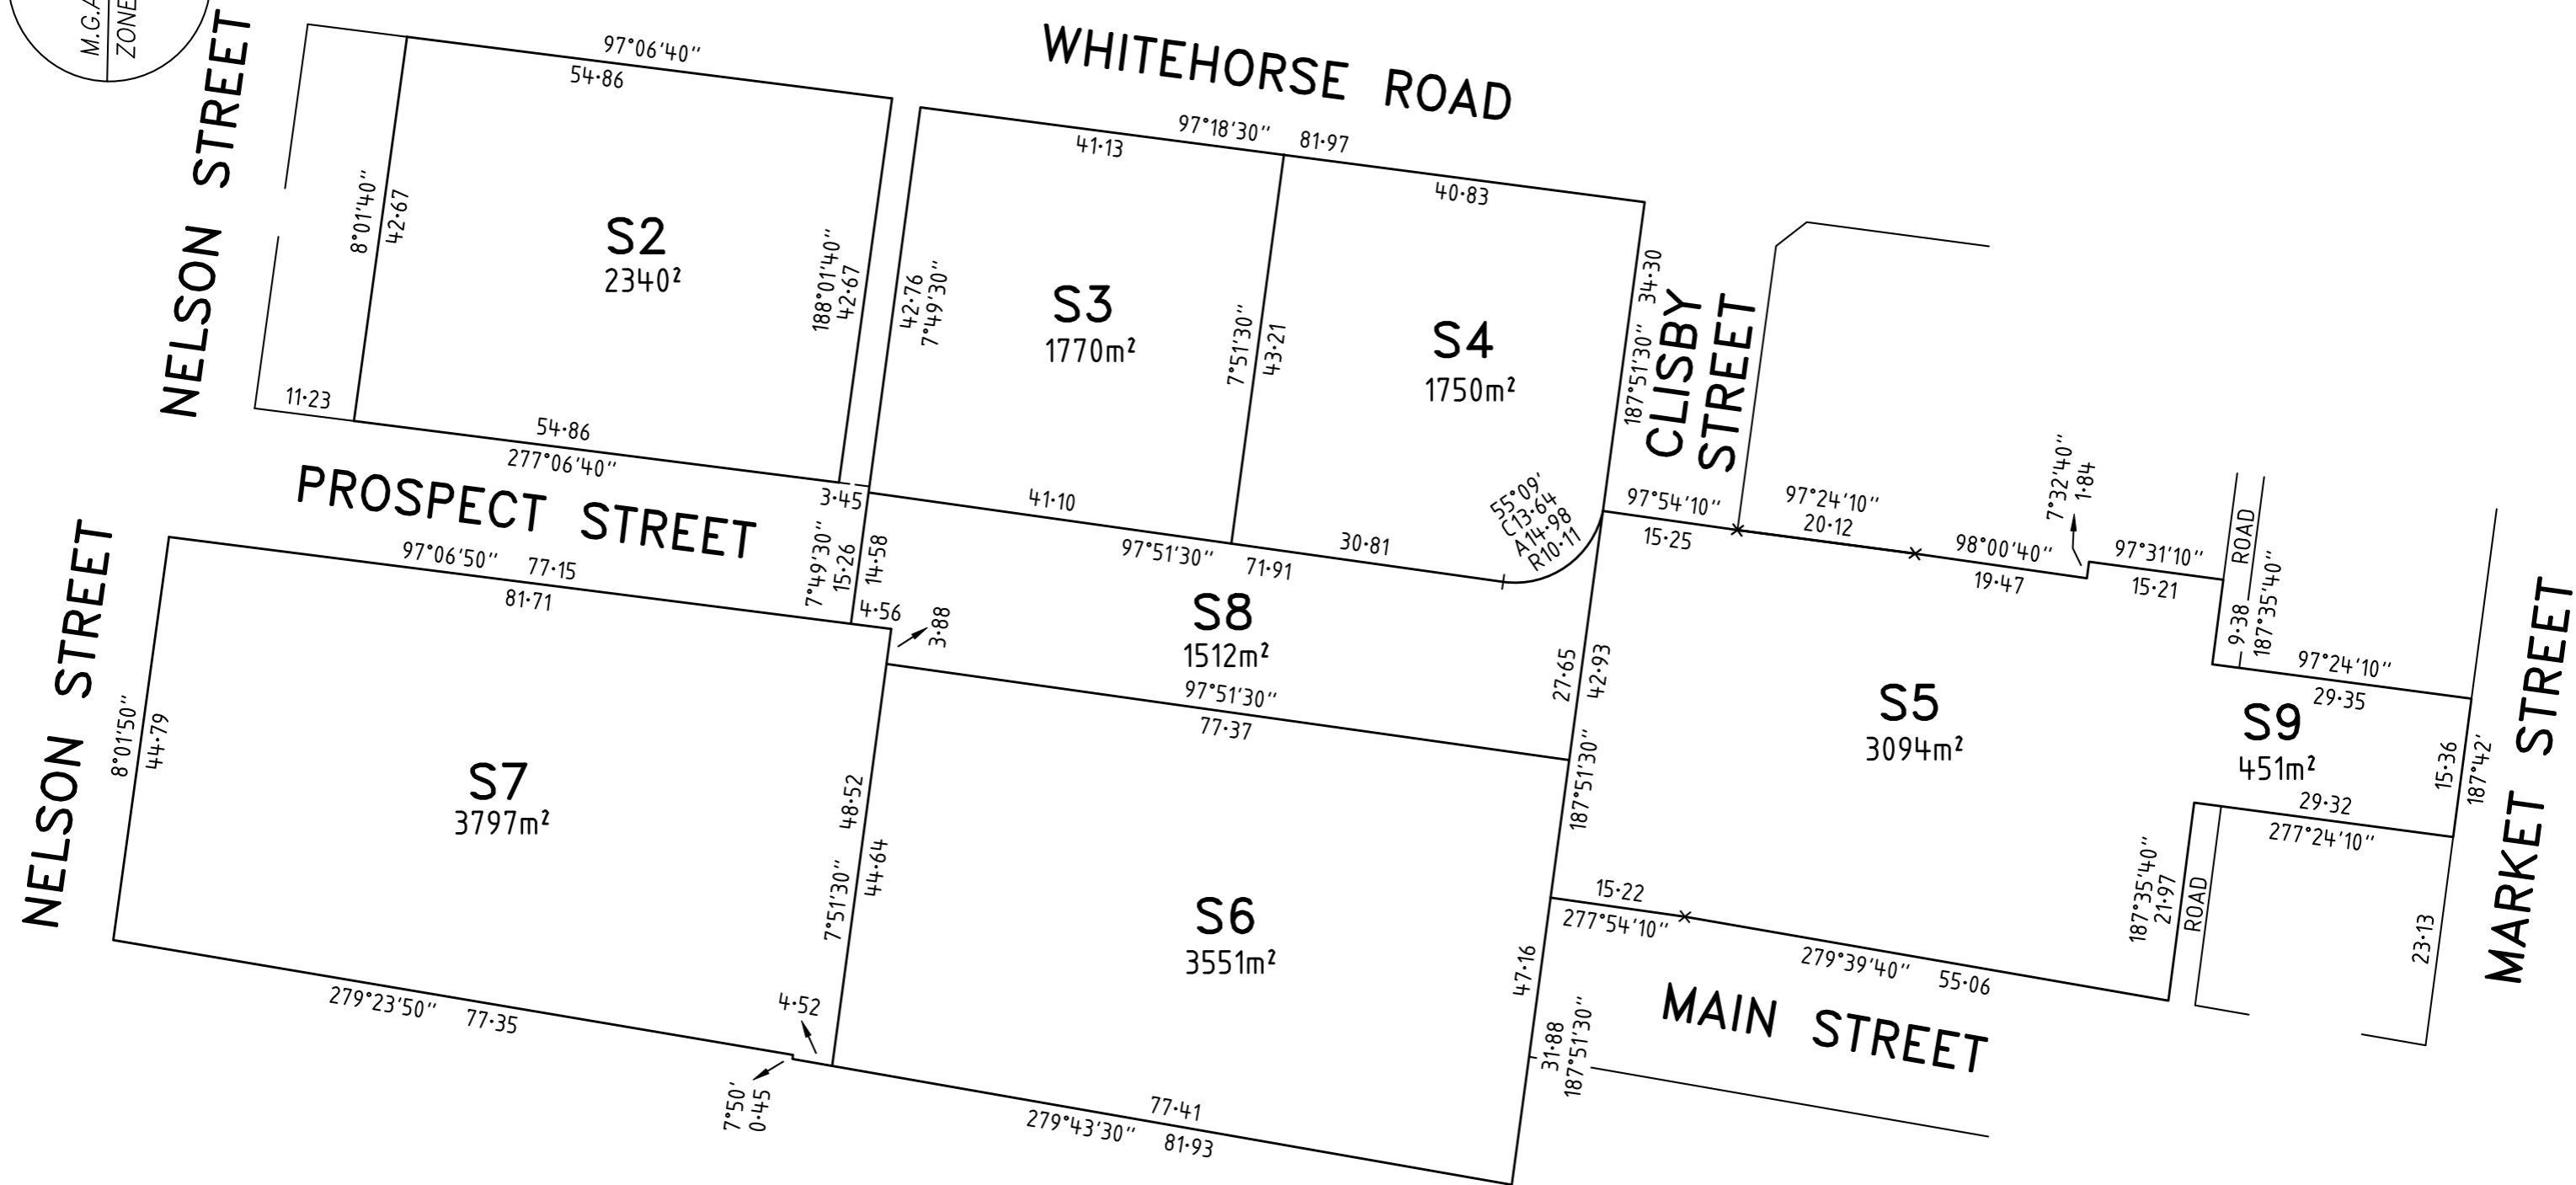 M.G.A
ZONE
NELSON STREET
97°06'40"
54·86
WHITEHORSE ROAD
97°18'30" 81·97
41·13
40·83
8°01'40"
42·67
S2
2340²
188°01'40"
42·67
42·76
7°49'30"
S3
1770m²
7°51'30"
43·21
S4
1750m²
187°51'30" 34·30
CLISBY
STREET
11·23
54·86
277°06'40"
3·45
41·10
97°51'30" 71·91
30·81
55°09'
C13·64
A14·98
R10·11
97°54'10"
15·25
97°24'10"
20·12
98°00'40"
19·47
7°32'40"
1·84
97°31'10"
15·21
ROAD
9·38
187°35'40"
97°24'10"
29·35
PROSPECT STREET
NELSON STREET
97°06'50" 77·15
81·71
7°49'30"
15·26
14·58
4·56
3·88
S8
1512m²
97°51'30"
77·37
27·65
42·93
187°51'30"
S5
3094m²
S9
451m²
15·36
187°42'
MARKET STREET
29·32
277°24'10"
8°01'50"
44·79
S7
3797m²
48·52
7°51'30"
44·64
S6
3551m²
15·22
277°54'10"
279°39'40" 55·06
187°35'40"
21·97
ROAD
23·13
47·16
31·88
187°51'30"
MAIN STREET
279°23'50" 77·35
4·52
7°50'
0·45
77·41
279°43'30" 81·93